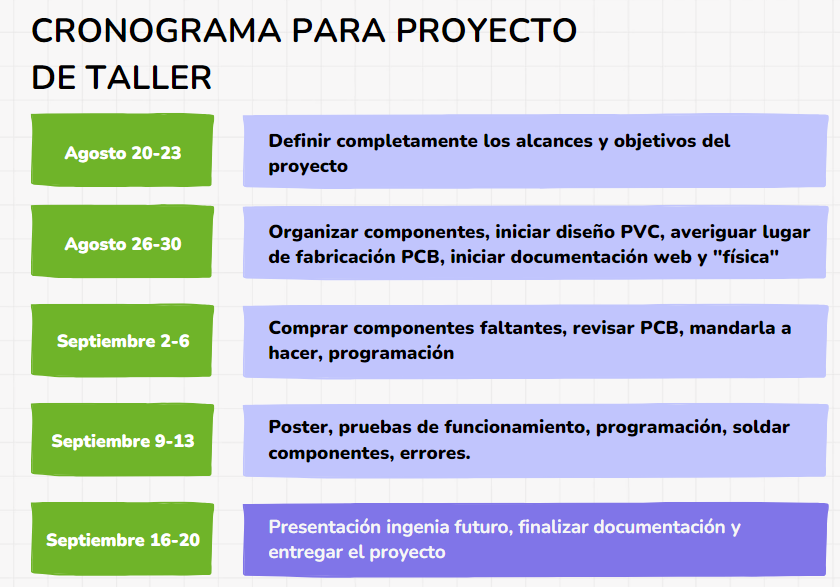 CRONOGRAMA PARA PROYECTO
DE TALLER
Agosto 20-23
Definir completamente los alcances y objetivos del
proyecto
Agosto 26-30
Organizar componentes, iniciar diseño PVC, averiguar lugar
de fabricación PCB, iniciar documentación web y "física"
Septiembre 2-6
Comprar componentes faltantes, revisar PCB, mandarla a
hacer, programación
Septiembre 9-13
Poster, pruebas de funcionamiento, programación, soldar
componentes, errores.
Septiembre 16-20
Presentación ingenia futuro, finalizar documentación y
entregar el proyecto